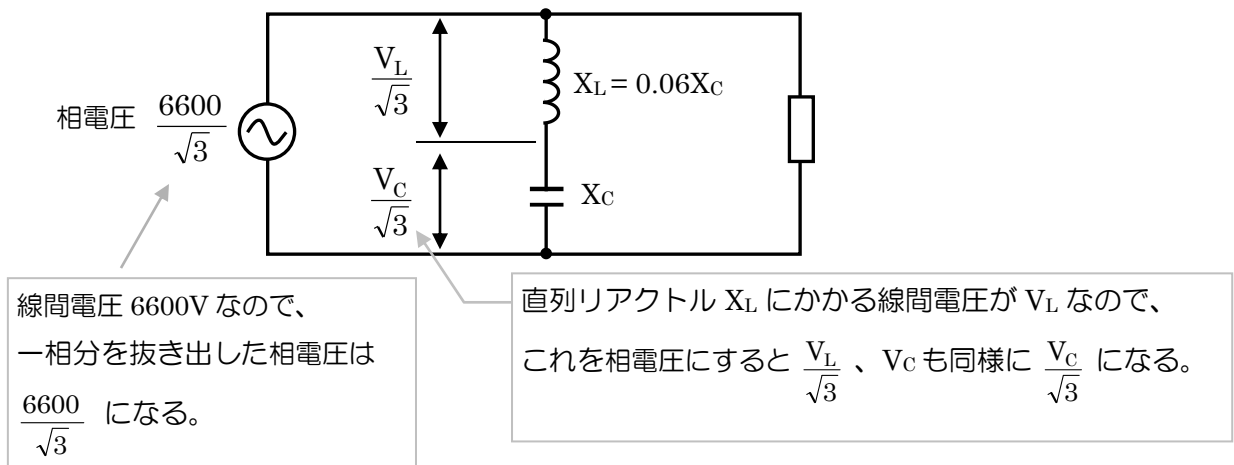 V_L/√3
X_L = 0.06X_C
相電圧 6600/√3
V_C/√3
X_C
線間電圧 6600V なので、
一相分を抜き出した相電圧は
6600/√3 になる。
直列リアクトル X_L にかかる線間電圧が V_L なので、
これを相電圧にすると V_L/√3 、V_C も同様に V_C/√3 になる。